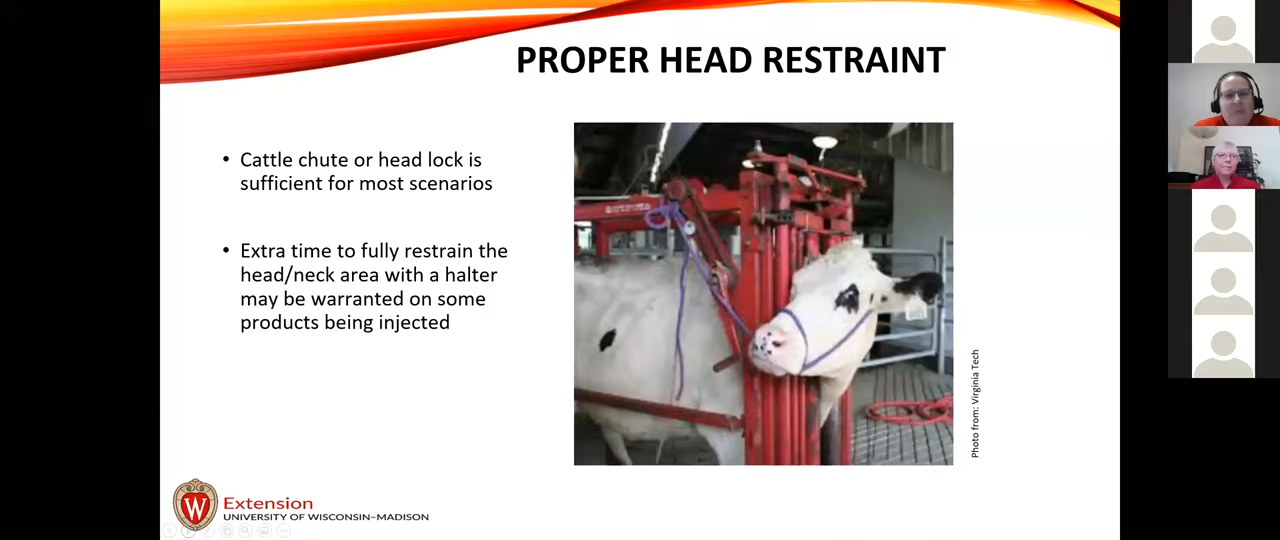 PROPER HEAD RESTRAINT
• Cattle chute or head lock is
sufficient for most scenarios
• Extra time to fully restrain the
head/neck area with a halter
may be warranted on some
products being injected
Photo from: Virginia Tech
W
Extension
UNIVERSITY OF WISCONSIN–MADISON